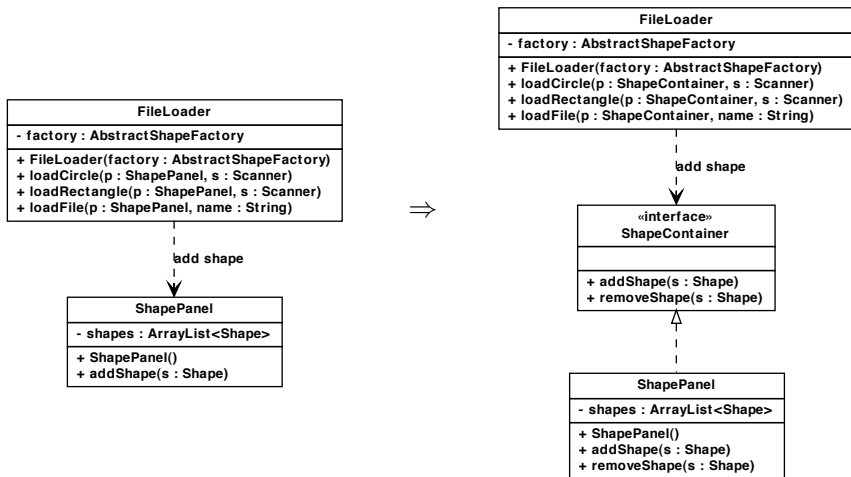 FileLoader
- factory : AbstractShapeFactory
+ FileLoader(factory : AbstractShapeFactory)
+ loadCircle(p : ShapePanel, s : Scanner)
+ loadRectangle(p : ShapePanel, s : Scanner)
+ loadFile(p : ShapePanel, name : String)
add shape
ShapePanel
- shapes : ArrayList<Shape>
+ ShapePanel()
+ addShape(s : Shape)
⇒
FileLoader
- factory : AbstractShapeFactory
+ FileLoader(factory : AbstractShapeFactory)
+ loadCircle(p : ShapeContainer, s : Scanner)
+ loadRectangle(p : ShapeContainer, s : Scanner)
+ loadFile(p : ShapeContainer, name : String)
add shape
«interface»
ShapeContainer
+ addShape(s : Shape)
+ removeShape(s : Shape)
ShapePanel
- shapes : ArrayList<Shape>
+ ShapePanel()
+ addShape(s : Shape)
+ removeShape(s : Shape)